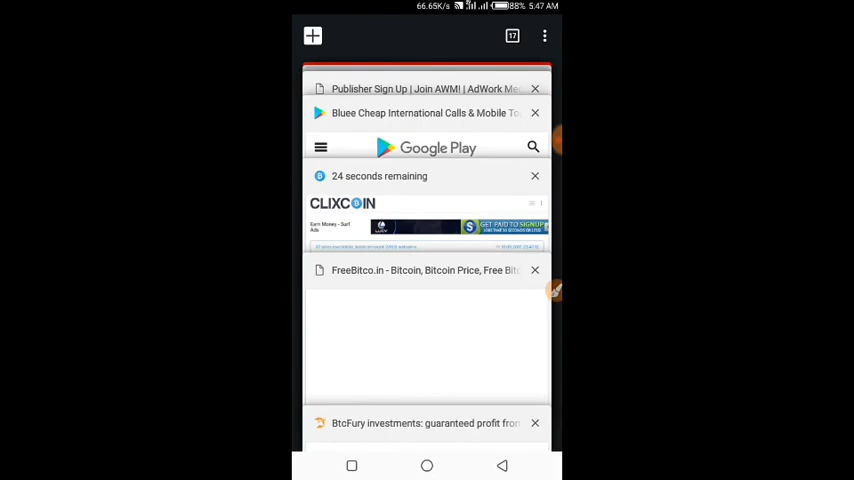 66.65K/s 88% 5:47 AM
17
Publisher Sign Up | Join AWM! | AdWork Me
Bluee Cheap International Calls & Mobile To
Google Play
24 seconds remaining
CLIXCOIN
Earn Money - Surf
Ads
GET PAID TO SIGNUP
FreeBitco.in - Bitcoin, Bitcoin Price, Free Bitc
BtcFury investments: guaranteed profit from